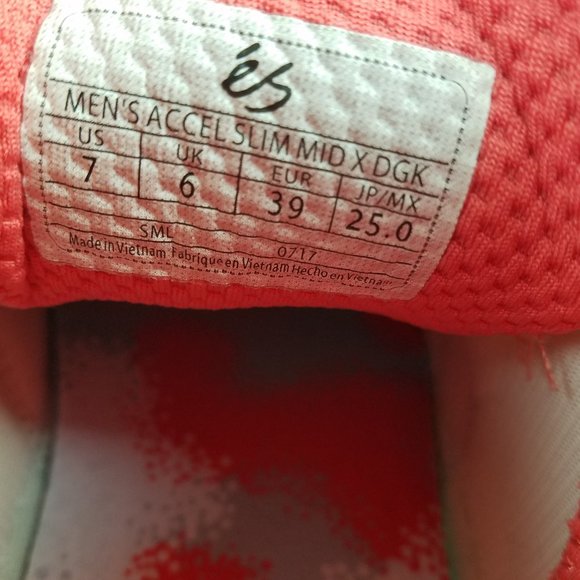 és
MEN'S ACCEL SLIM MID X DGK
US UK EUR JP/MX
7 6 39 25.0
SML 0717
Made in Vietnam Fabrique en Vietnam Hecho en Vietnam